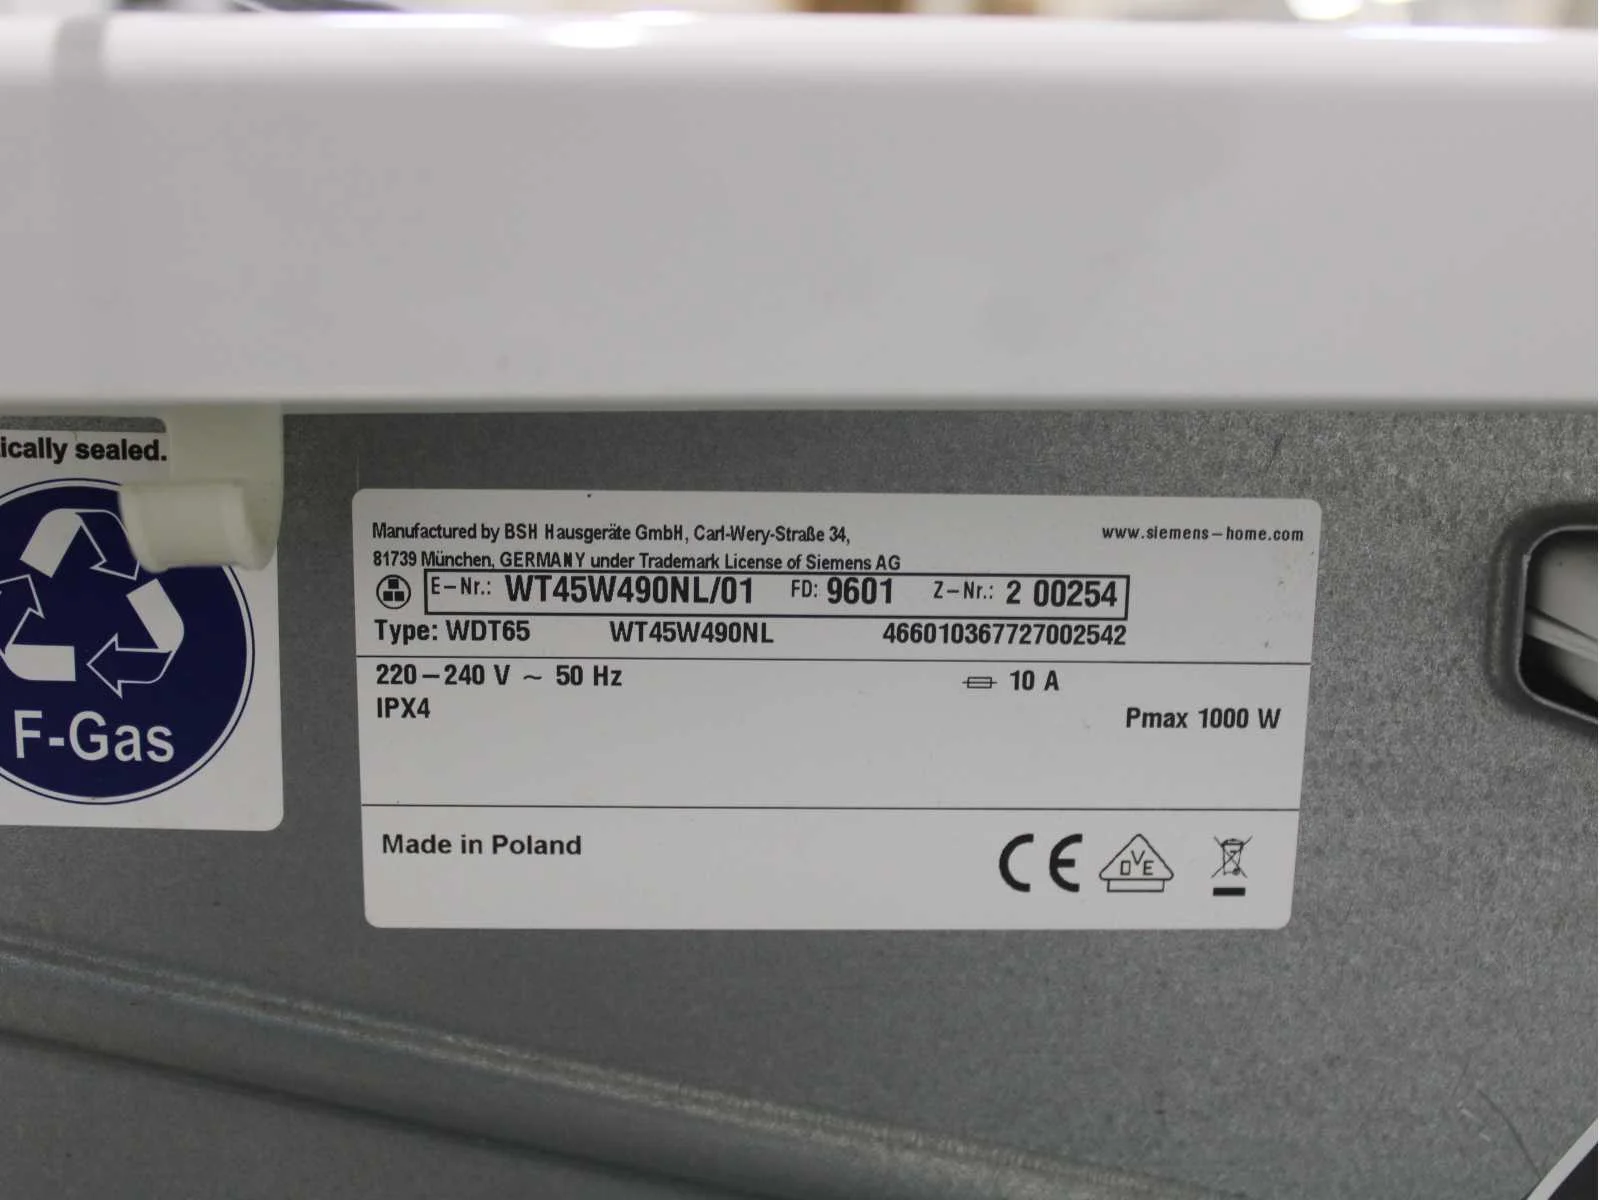 ically sealed.
F-Gas
Manufactured by BSH Hausgeräte GmbH, Carl-Wery-Straße 34,
www.siemens-home.com
81739 München, GERMANY under Trademark License of Siemens AG
E-Nr.: WT45W490NL/01 FD: 9601 Z-Nr.: 2 00254
Type: WDT65 WT45W490NL 466010367727002542
220-240 V ~ 50 Hz 10 A
IPX4
Pmax 1000 W
Made in Poland
CE DVE